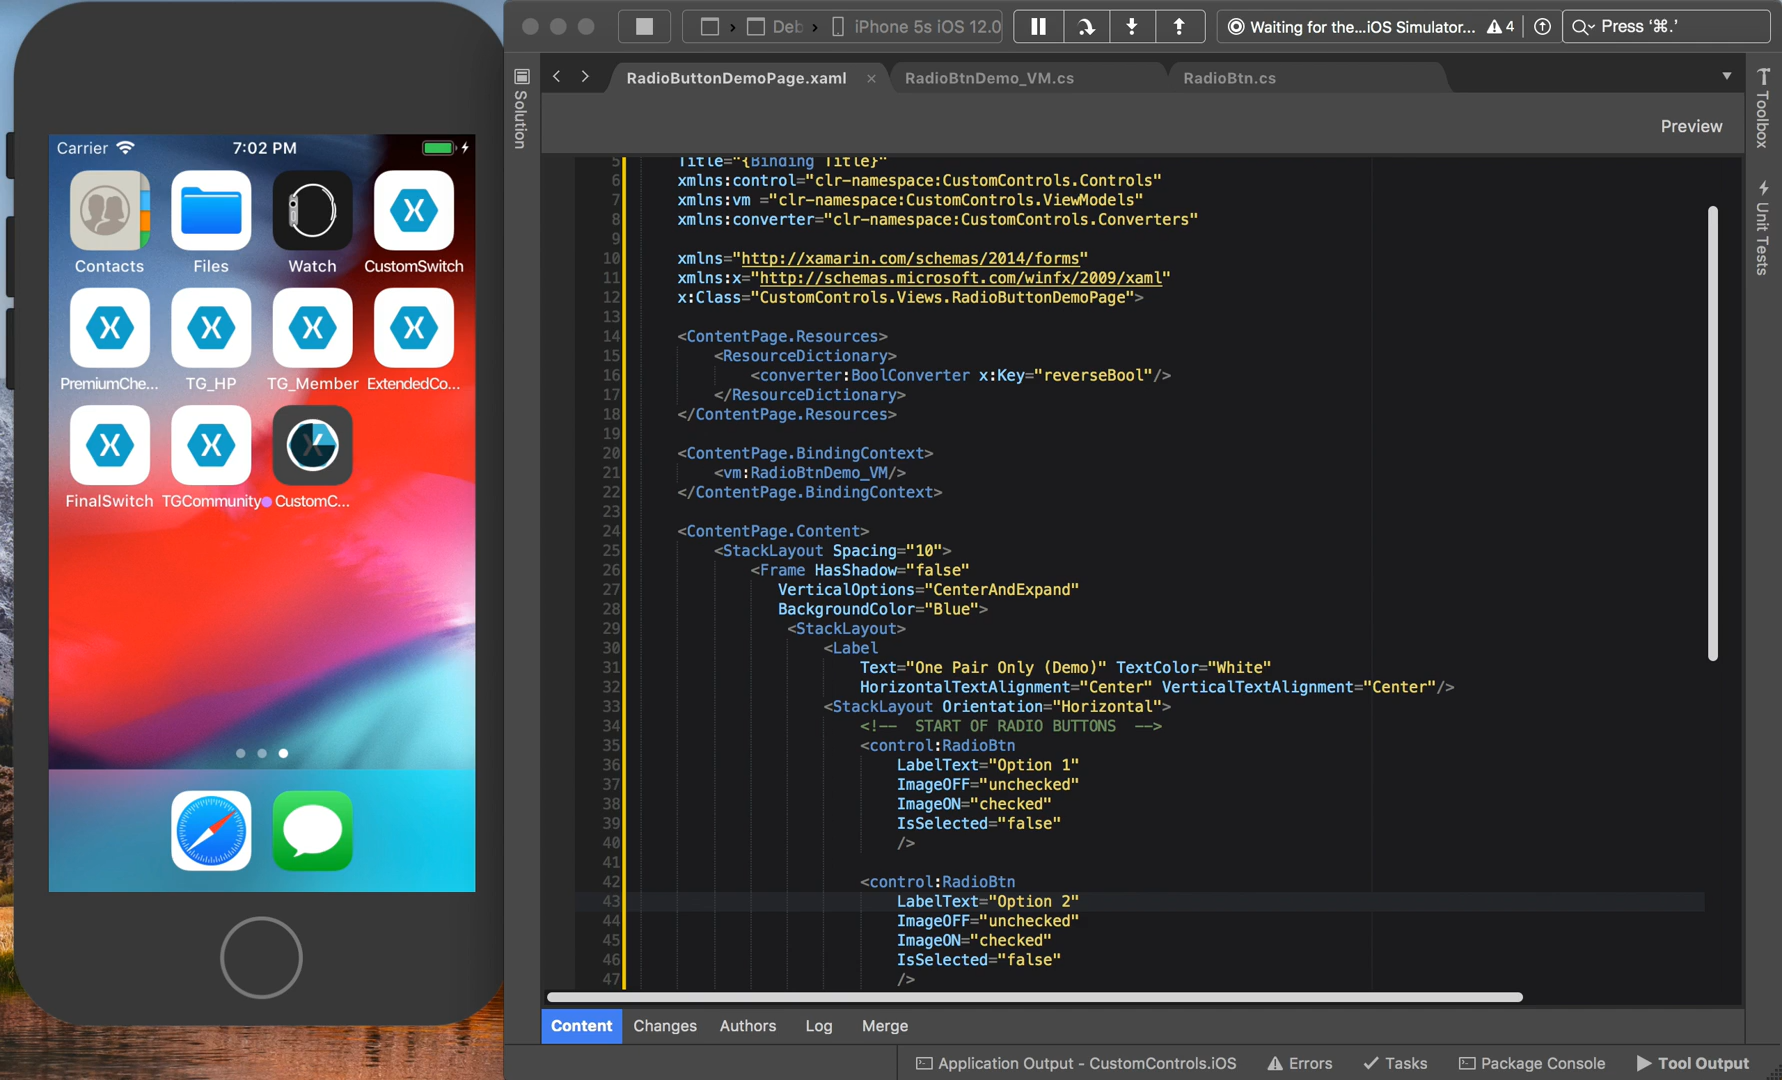 Carrier
7:02 PM
Contacts
Files
Watch
CustomSwitch
PremiumChe...
TG_HP
TG_Member
ExtendedCo...
FinalSwitch
TGCommunity
CustomC...
Deb
iPhone 5s iOS 12.0
Waiting for the...iOS Simulator...
4
Press ‘⌘.’
Solution
RadioButtonDemoPage.xaml
RadioBtnDemo_VM.cs
RadioBtn.cs
Toolbox
Unit Tests
Preview
5 Title="{Binding Title}"
6 xmlns:control="clr-namespace:CustomControls.Controls"
7 xmlns:vm ="clr-namespace:CustomControls.ViewModels"
8 xmlns:converter="clr-namespace:CustomControls.Converters"
9
10 xmlns="http://xamarin.com/schemas/2014/forms"
11 xmlns:x="http://schemas.microsoft.com/winfx/2009/xaml"
12 x:Class="CustomControls.Views.RadioButtonDemoPage">
13
14 <ContentPage.Resources>
15 <ResourceDictionary>
16 <converter:BoolConverter x:Key="reverseBool"/>
17 </ResourceDictionary>
18 </ContentPage.Resources>
19
20 <ContentPage.BindingContext>
21 <vm:RadioBtnDemo_VM/>
22 </ContentPage.BindingContext>
23
24 <ContentPage.Content>
25 <StackLayout Spacing="10">
26 <Frame HasShadow="false"
27 VerticalOptions="CenterAndExpand"
28 BackgroundColor="Blue">
29 <StackLayout>
30 <Label
31 Text="One Pair Only (Demo)" TextColor="White"
32 HorizontalTextAlignment="Center" VerticalTextAlignment="Center"/>
33 <StackLayout Orientation="Horizontal">
34 <!-- START OF RADIO BUTTONS -->
35 <control:RadioBtn
36 LabelText="Option 1"
37 ImageOFF="unchecked"
38 ImageON="checked"
39 IsSelected="false"
40 />
41
42 <control:RadioBtn
43 LabelText="Option 2"
44 ImageOFF="unchecked"
45 ImageON="checked"
46 IsSelected="false"
47 />
Content
Changes
Authors
Log
Merge
Application Output - CustomControls.iOS
Errors
Tasks
Package Console
Tool Output